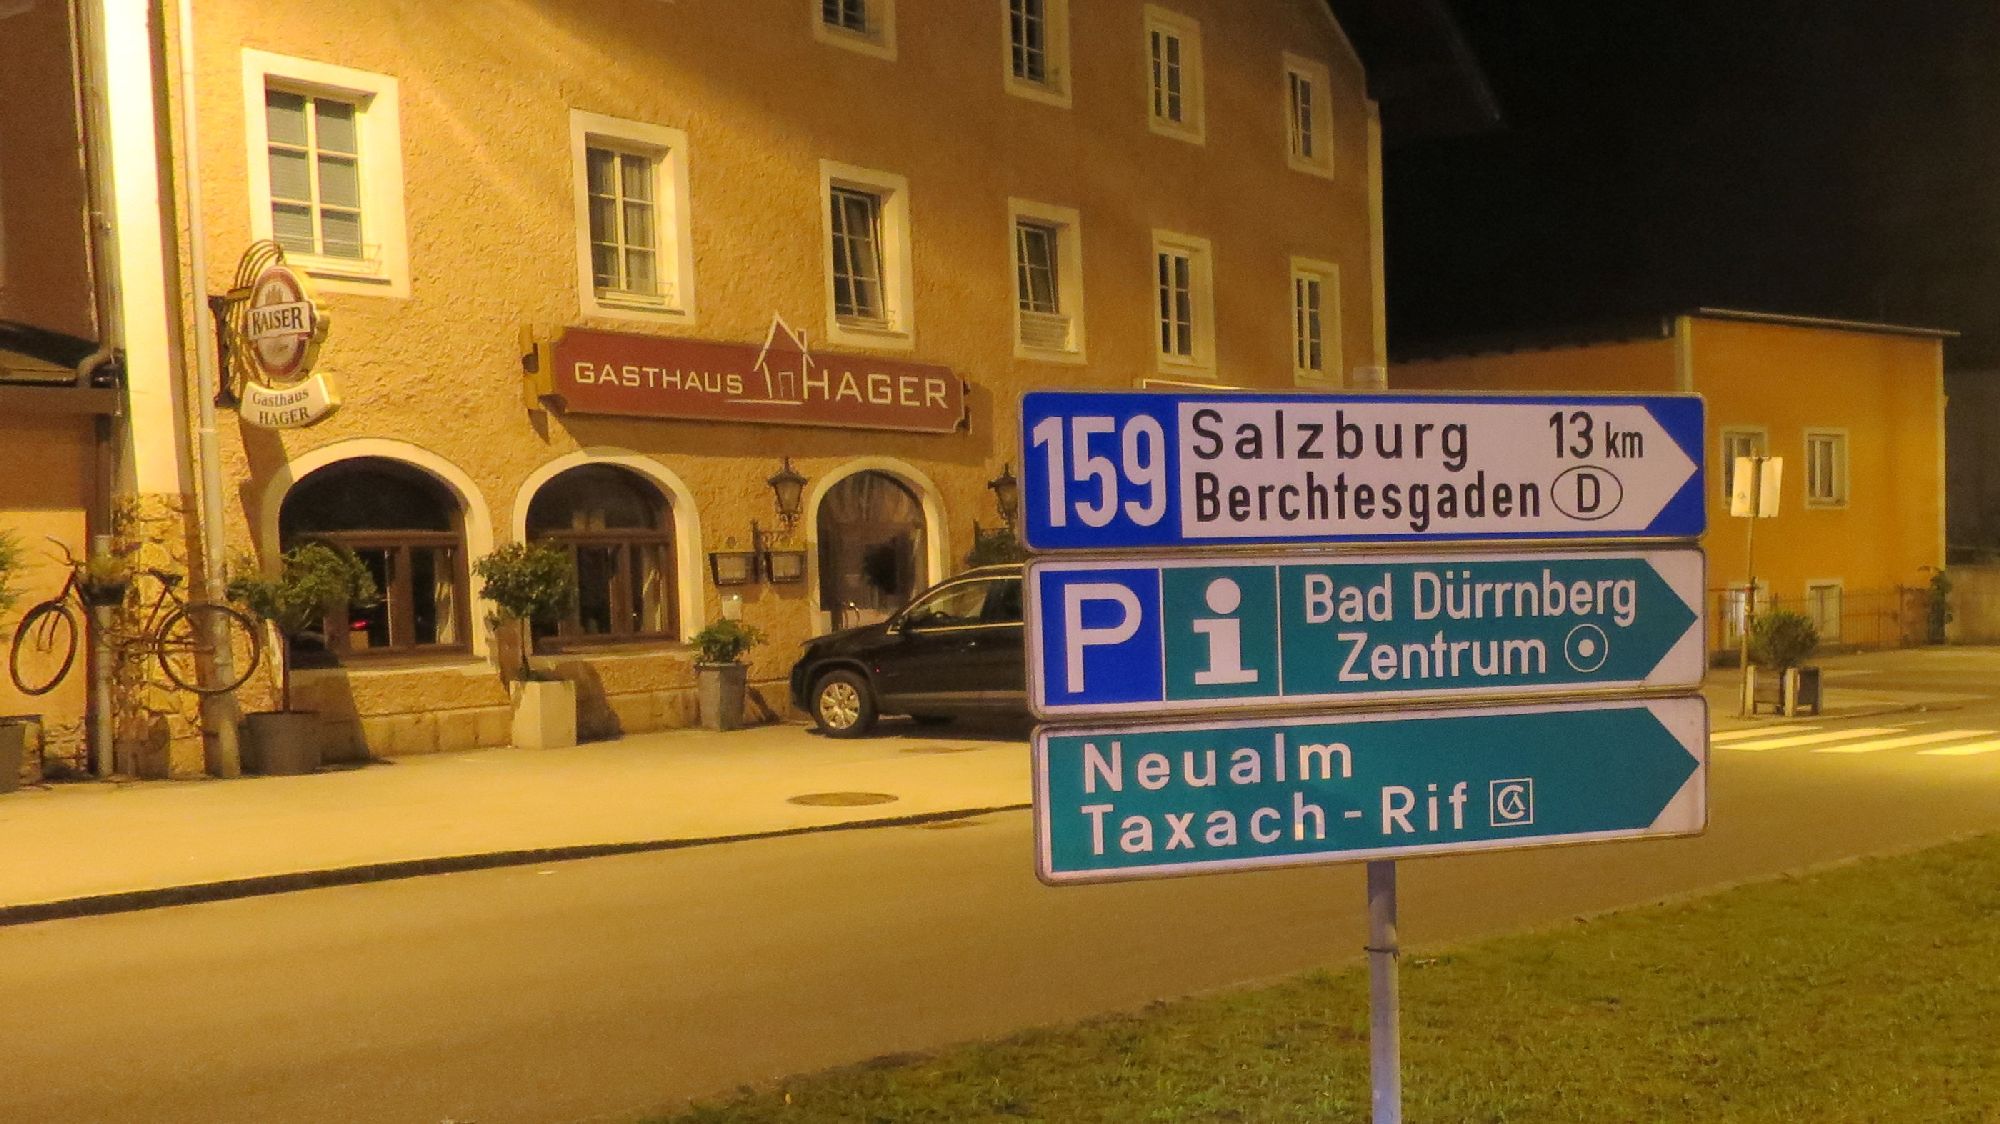 KAISER
Gasthaus
HAGER
GASTHAUS HAGER
159
Salzburg 13 km
Berchtesgaden D
P i
Bad Dürrnberg
Zentrum
Neualm
Taxach-Rif